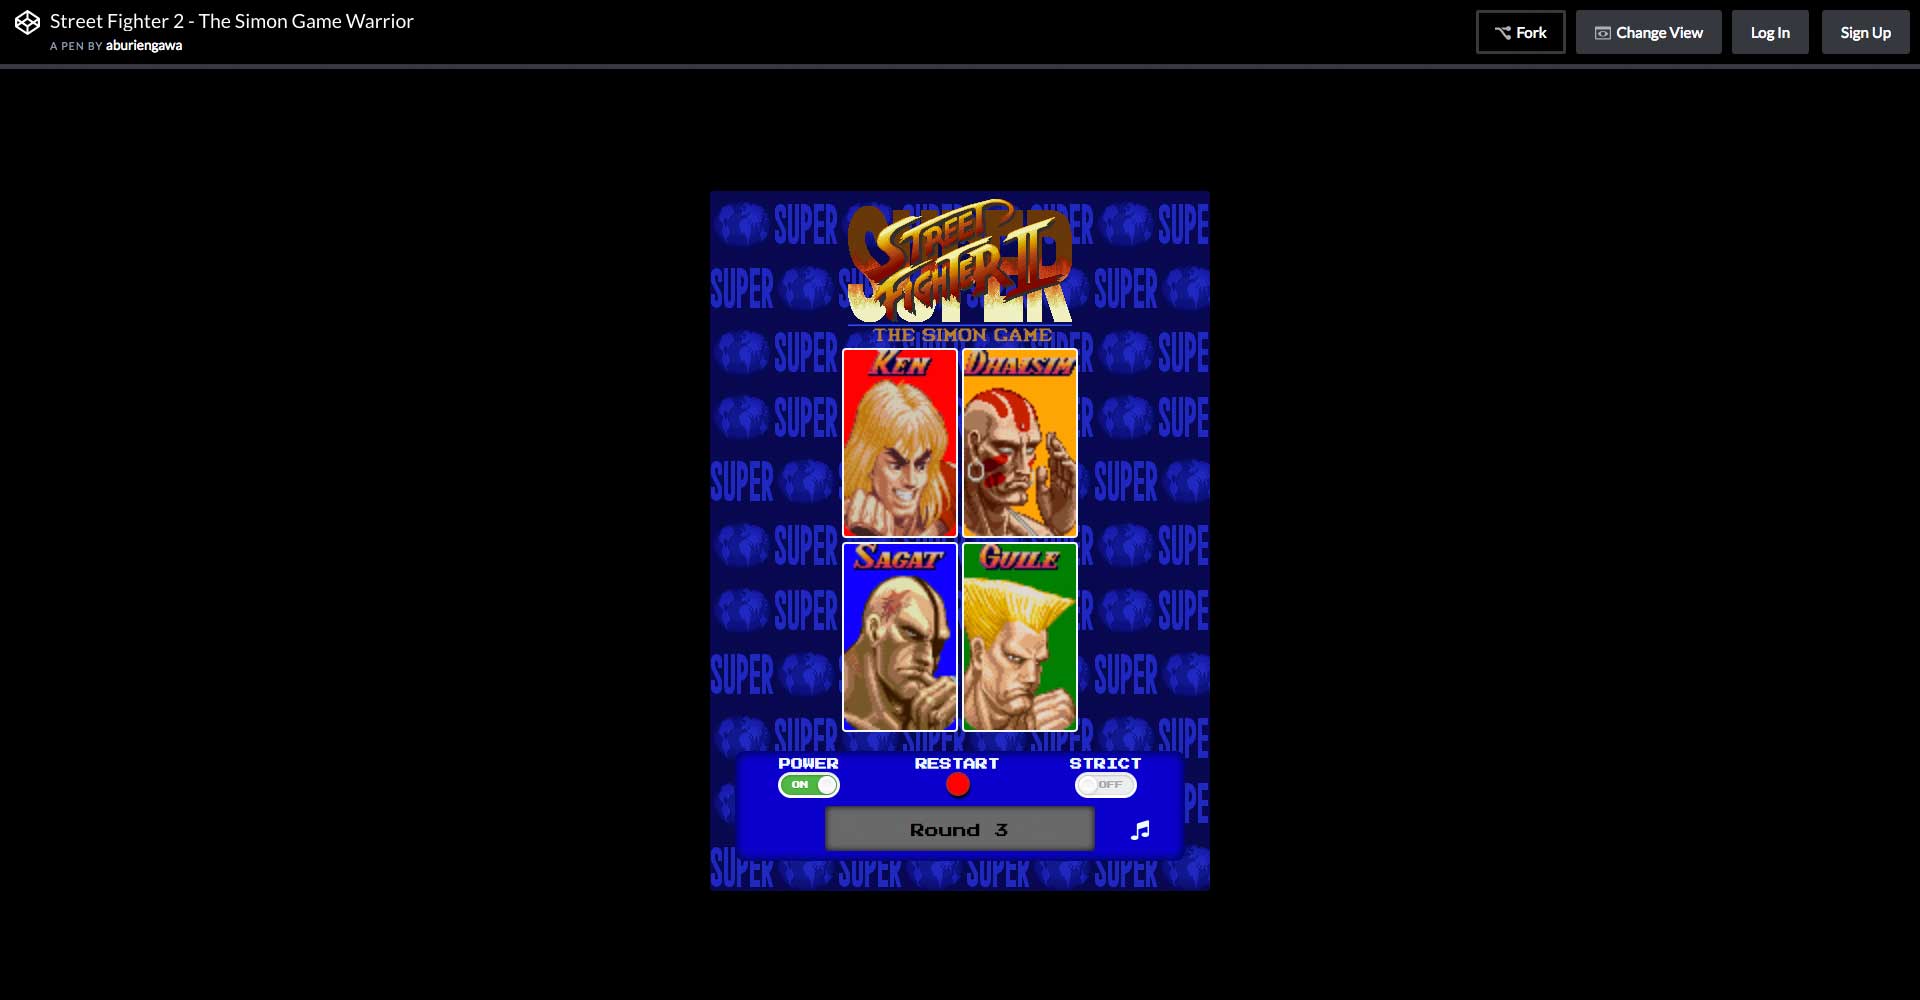 Street Fighter 2 - The Simon Game Warrior
A PEN BY aburiengawa
Fork
Change View
Log In
Sign Up
SUPER
STREET
FIGHTER II
THE SIMON GAME
KEN
DHALSIM
SAGAT
GUILE
POWER
RESTART
STRICT
ON
OFF
Round 3